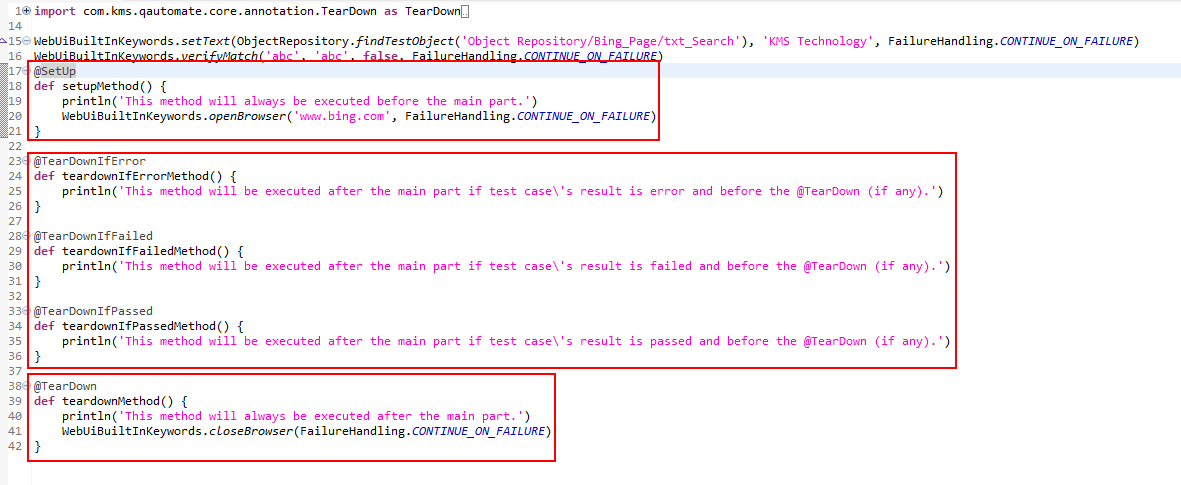 1 import com.kms.qautomate.core.annotation.TearDown as TearDown
14
15 WebUiBuiltInKeywords.setText(ObjectRepository.findTestObject('Object Repository/Bing_Page/txt_Search'), 'KMS Technology', FailureHandling.CONTINUE_ON_FAILURE)
16 WebUiBuiltInKeywords.verifyMatch('abc', 'abc', false, FailureHandling.CONTINUE_ON_FAILURE)
17 @SetUp
18 def setupMethod() {
19 println('This method will always be executed before the main part.')
20 WebUiBuiltInKeywords.openBrowser('www.bing.com', FailureHandling.CONTINUE_ON_FAILURE)
21 }
22
23 @TearDownIfError
24 def teardownIfErrorMethod() {
25 println('This method will be executed after the main part if test case\'s result is error and before the @TearDown (if any).')
26 }
27
28 @TearDownIfFailed
29 def teardownIfFailedMethod() {
30 println('This method will be executed after the main part if test case\'s result is failed and before the @TearDown (if any).')
31 }
32
33 @TearDownIfPassed
34 def teardownIfPassedMethod() {
35 println('This method will be executed after the main part if test case\'s result is passed and before the @TearDown (if any).')
36 }
37
38 @TearDown
39 def teardownMethod() {
40 println('This method will always be executed after the main part.')
41 WebUiBuiltInKeywords.closeBrowser(FailureHandling.CONTINUE_ON_FAILURE)
42 }